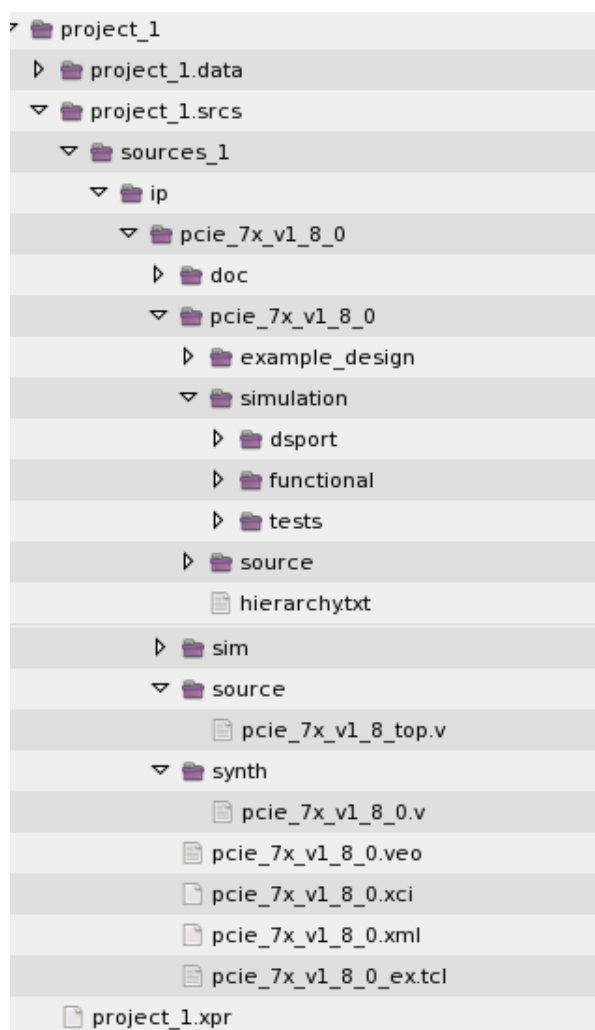 project_1
project_1.data
project_1.srcs
sources_1
ip
pcie_7x_v1_8_0
doc
pcie_7x_v1_8_0
example_design
simulation
dsport
functional
tests
source
hierarchy.txt
sim
source
pcie_7x_v1_8_top.v
synth
pcie_7x_v1_8_0.v
pcie_7x_v1_8_0.veo
pcie_7x_v1_8_0.xci
pcie_7x_v1_8_0.xml
pcie_7x_v1_8_0_ex.tcl
project_1.xpr